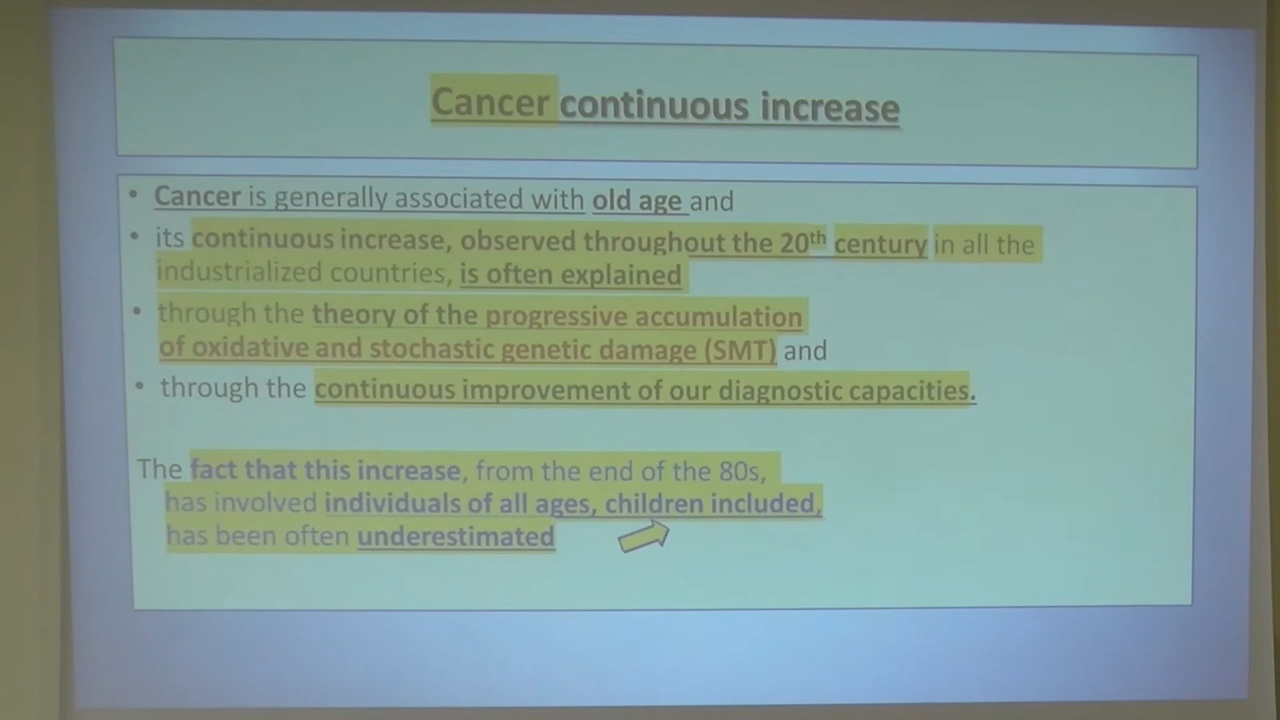 Cancer continuous increase
• Cancer is generally associated with old age and
• its continuous increase, observed throughout the 20th century in all the
industrialized countries, is often explained
• through the theory of the progressive accumulation
of oxidative and stochastic genetic damage (SMT) and
• through the continuous improvement of our diagnostic capacities.
The fact that this increase, from the end of the 80s,
has involved individuals of all ages, children included,
has been often underestimated